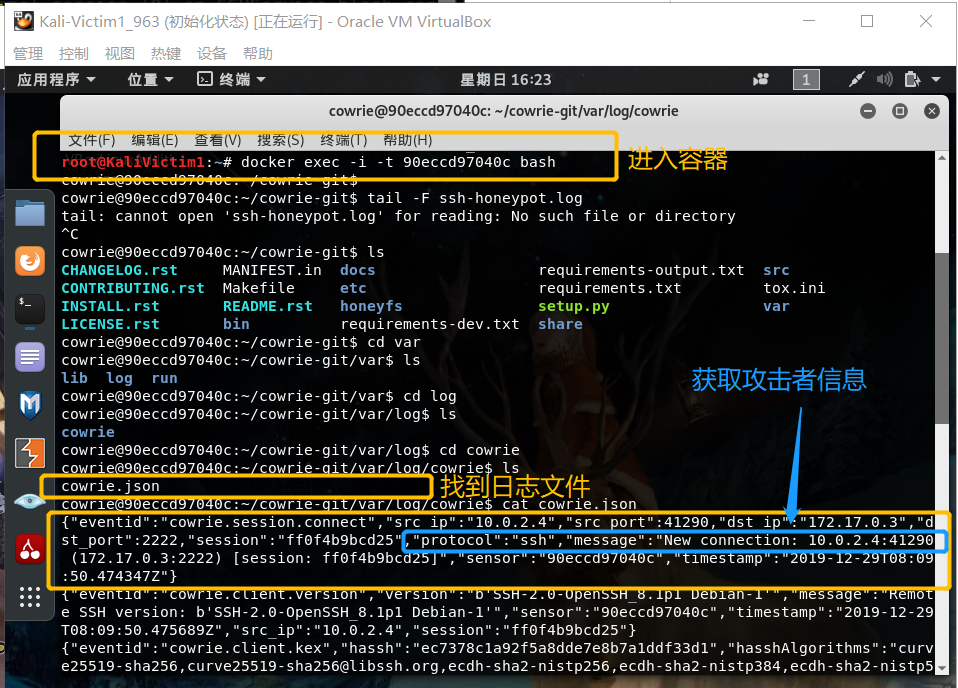 Kali-Victim1_963 (初始化状态) [正在运行] - Oracle VM VirtualBox
管理 控制 视图 热键 设备 帮助
应用程序 位置 终端 星期日 16:23 1
cowrie@90eccd97040c: ~/cowrie-git/var/log/cowrie
文件(F) 编辑(E) 查看(V) 搜索(S) 终端(T) 帮助(H)
root@KaliVictim1:~# docker exec -i -t 90eccd97040c bash
进入容器
cowrie@90eccd97040c:~/cowrie-git$
cowrie@90eccd97040c:~/cowrie-git$ tail -F ssh-honeypot.log
tail: cannot open 'ssh-honeypot.log' for reading: No such file or directory
^C
cowrie@90eccd97040c:~/cowrie-git$ ls
CHANGELOG.rst MANIFEST.in docs requirements-output.txt src
CONTRIBUTING.rst Makefile etc requirements.txt tox.ini
INSTALL.rst README.rst honeyfs setup.py var
LICENSE.rst bin requirements-dev.txt share
cowrie@90eccd97040c:~/cowrie-git$ cd var
cowrie@90eccd97040c:~/cowrie-git/var$ ls
lib log run
获取攻击者信息
cowrie@90eccd97040c:~/cowrie-git/var$ cd log
cowrie@90eccd97040c:~/cowrie-git/var/log$ ls
cowrie
cowrie@90eccd97040c:~/cowrie-git/var/log$ cd cowrie
cowrie@90eccd97040c:~/cowrie-git/var/log/cowrie$ ls
cowrie.json
找到日志文件
cowrie@90eccd97040c:~/cowrie-git/var/log/cowrie$ cat cowrie.json
{"eventid":"cowrie.session.connect","src_ip":"10.0.2.4","src_port":41290,"dst_ip":"172.17.0.3","d
st_port":2222,"session":"ff0f4b9bcd25","protocol":"ssh","message":"New connection: 10.0.2.4:41290
(172.17.0.3:2222) [session: ff0f4b9bcd25]","sensor":"90eccd97040c","timestamp":"2019-12-29T08:09
:50.474347Z"}
{"eventid":"cowrie.client.version","version":"b'SSH-2.0-OpenSSH_8.1p1 Debian-1'","message":"Remot
e SSH version: b'SSH-2.0-OpenSSH_8.1p1 Debian-1'","sensor":"90eccd97040c","timestamp":"2019-12-29
T08:09:50.475689Z","src_ip":"10.0.2.4","session":"ff0f4b9bcd25"}
{"eventid":"cowrie.client.kex","hassh":"ec7378c1a92f5a8dde7e8b7a1ddf33d1","hasshAlgorithms":"curv
e25519-sha256,curve25519-sha256@libssh.org,ecdh-sha2-nistp256,ecdh-sha2-nistp384,ecdh-sha2-nistp5